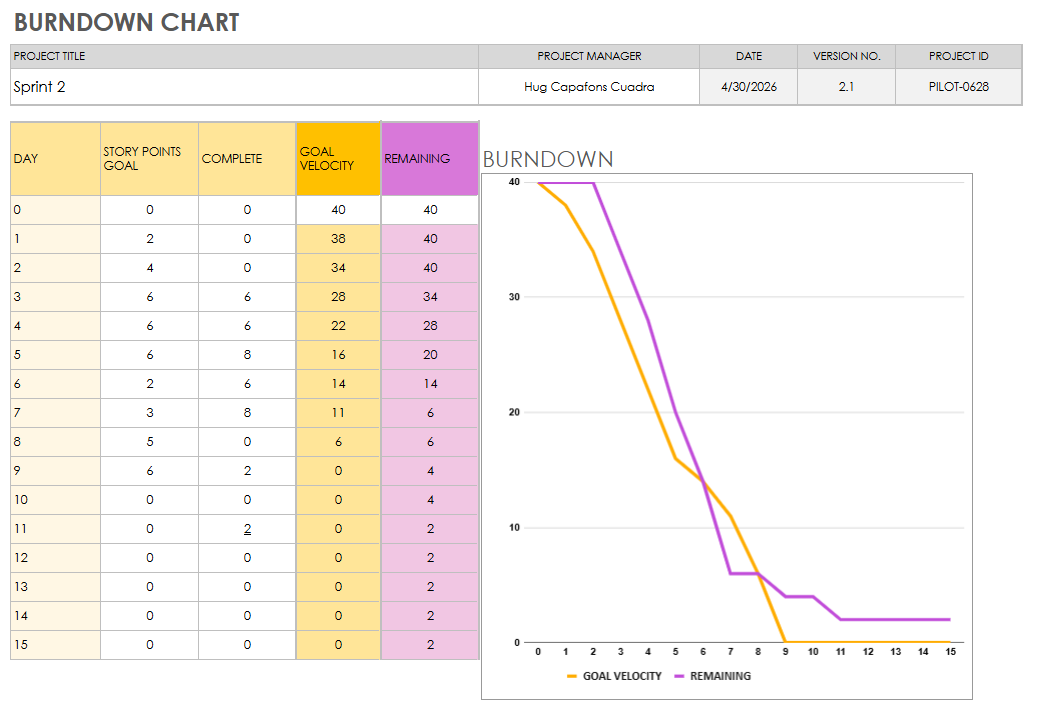 BURNDOWN CHART
PROJECT TITLE PROJECT MANAGER DATE VERSION NO. PROJECT ID
Sprint 2 Hug Capafons Cuadra 4/30/2026 2.1 PILOT-0628
DAY STORY POINTS GOAL COMPLETE GOAL VELOCITY REMAINING
0 0 0 40 40
1 2 0 38 40
2 4 0 34 40
3 6 6 28 34
4 6 6 22 28
5 6 8 16 20
6 2 6 14 14
7 3 8 11 6
8 5 0 6 6
9 6 2 0 4
10 0 0 0 4
11 0 2 0 2
12 0 0 0 2
13 0 0 0 2
14 0 0 0 2
15 0 0 0 2
BURNDOWN
40
30
20
10
0
0 1 2 3 4 5 6 7 8 9 10 11 12 13 14 15
GOAL VELOCITY REMAINING